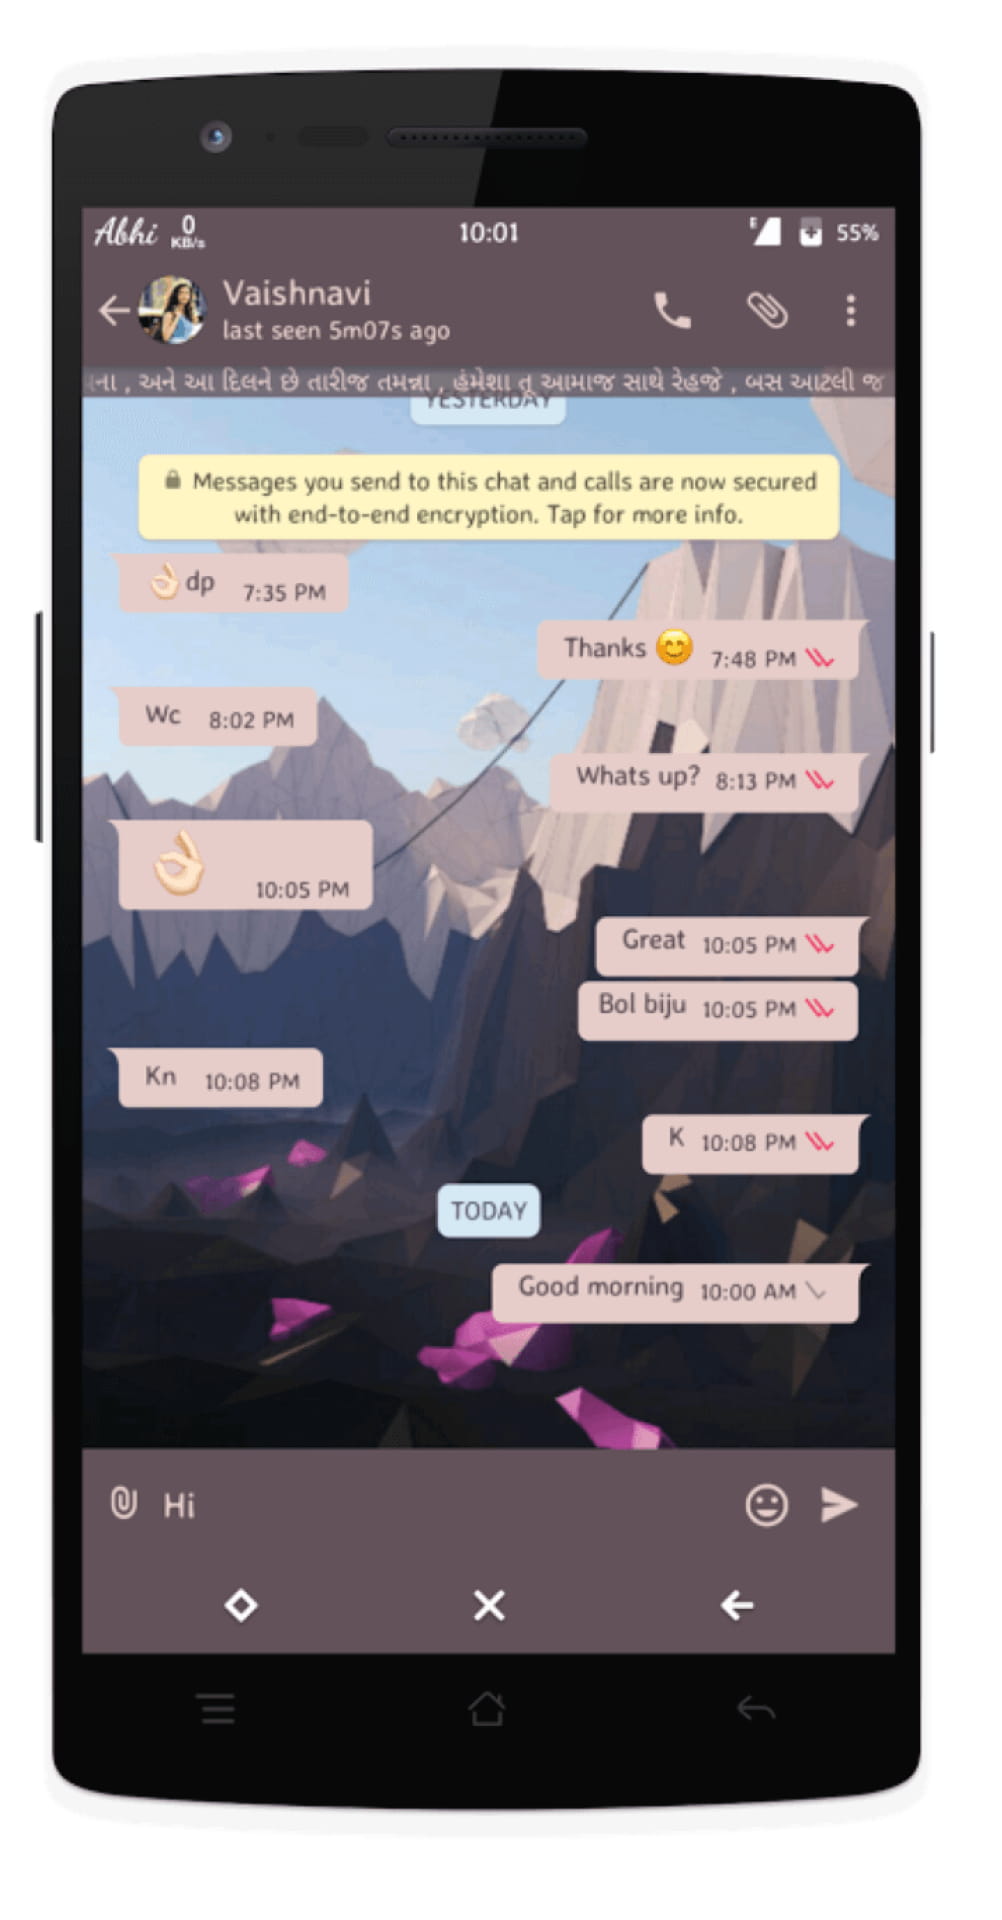 Abhi 0 KB/s 10:01 55%
Vaishnavi
last seen 5m07s ago
અને આ દિલને છે તારીજ તમન્ના , હંમેશા તૂ આમાજ સાથે રેહજે , બસ આટલી જ
YESTERDAY
Messages you send to this chat and calls are now secured
with end-to-end encryption. Tap for more info.
👌🏻 dp 7:35 PM
Thanks 😊 7:48 PM
Wc 8:02 PM
Whats up? 8:13 PM
👌🏻 10:05 PM
Great 10:05 PM
Bol biju 10:05 PM
Kn 10:08 PM
K 10:08 PM
TODAY
Good morning 10:00 AM
Hi